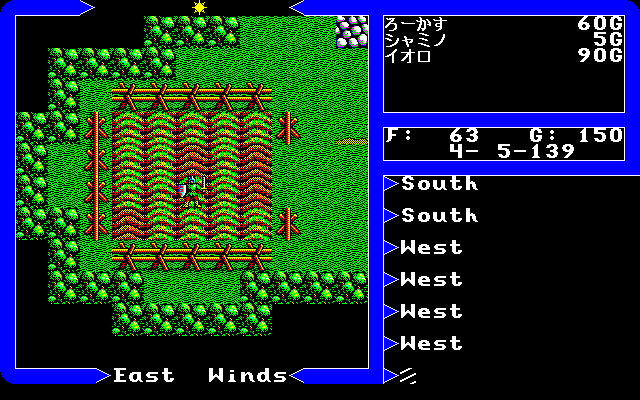 ろーかす 60G
シャミノ 5G
イオロ 90G
F: 63 G: 150
4- 5-139
South
South
West
West
West
West
East Winds